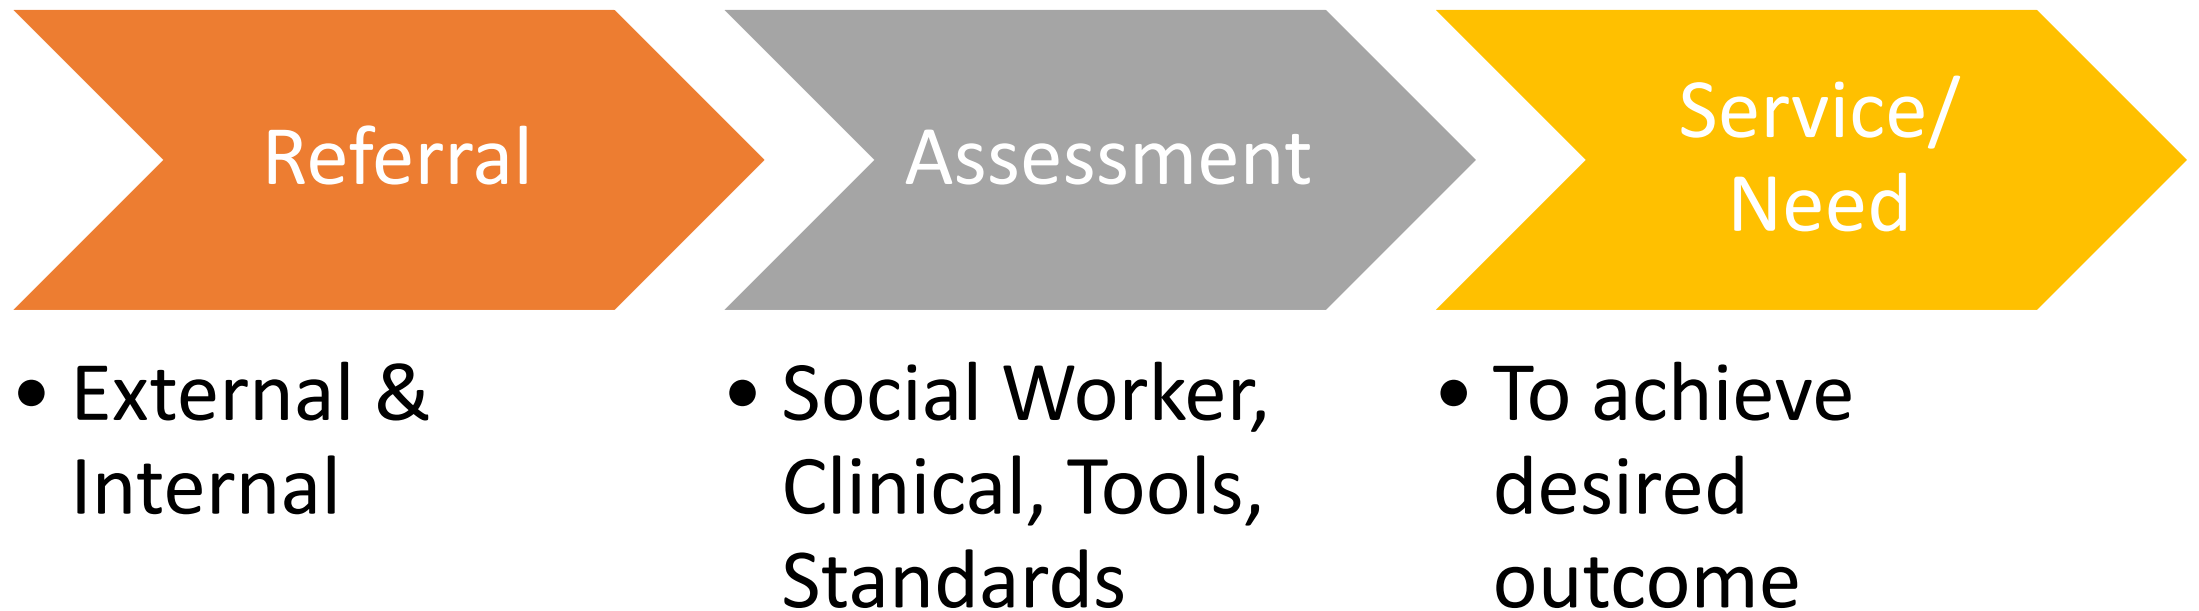 Referral
• External &
Internal
Assessment
• Social Worker,
Clinical, Tools,
Standards
Service/
Need
• To achieve
desired
outcome